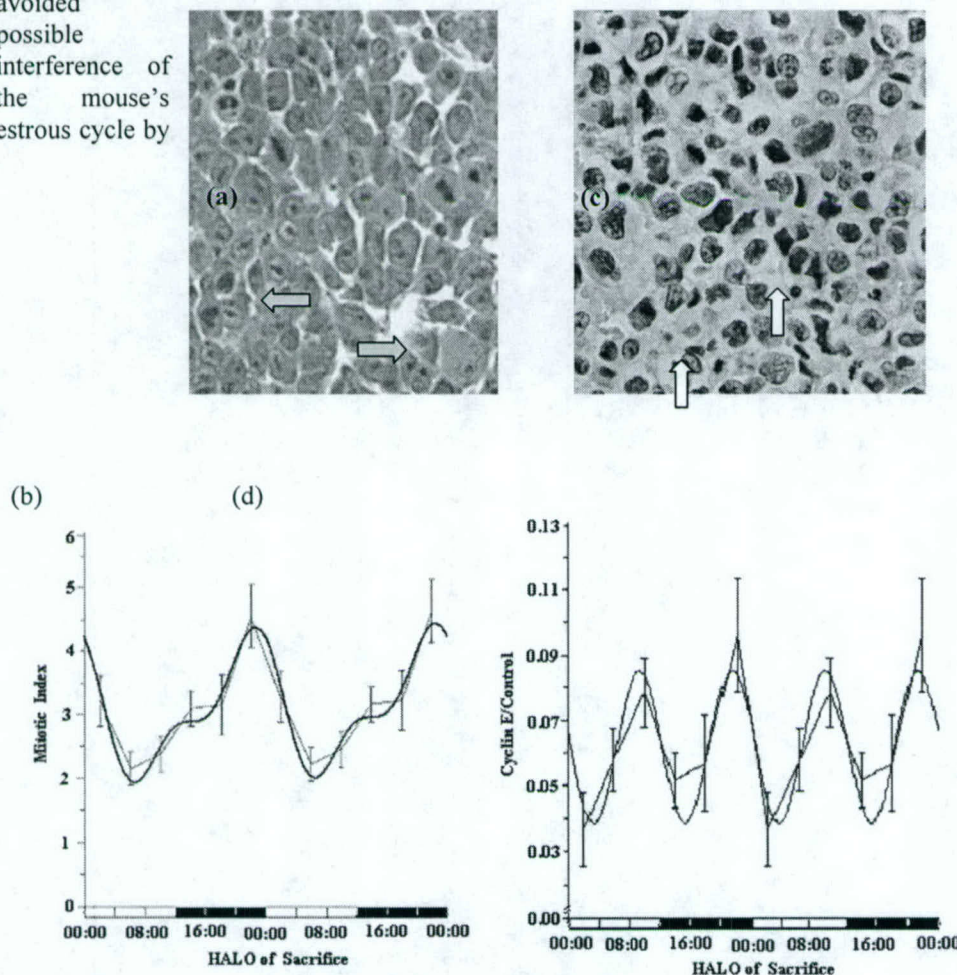 avoided
possible
interference of
the mouse's
estrous cycle by
(a)
(c)
(b) (d)
6
5
4
3
2
1
0
Mitotic Index
00:00 08:00 16:00 00:00 08:00 16:00 00:00
HALO of Sacrifice
0.13
0.11
0.09
0.07
0.05
0.03
0.00
Cyclin E/Control
00:00 08:00 16:00 00:00 08:00 16:00 00:00
HALO of Sacrifice